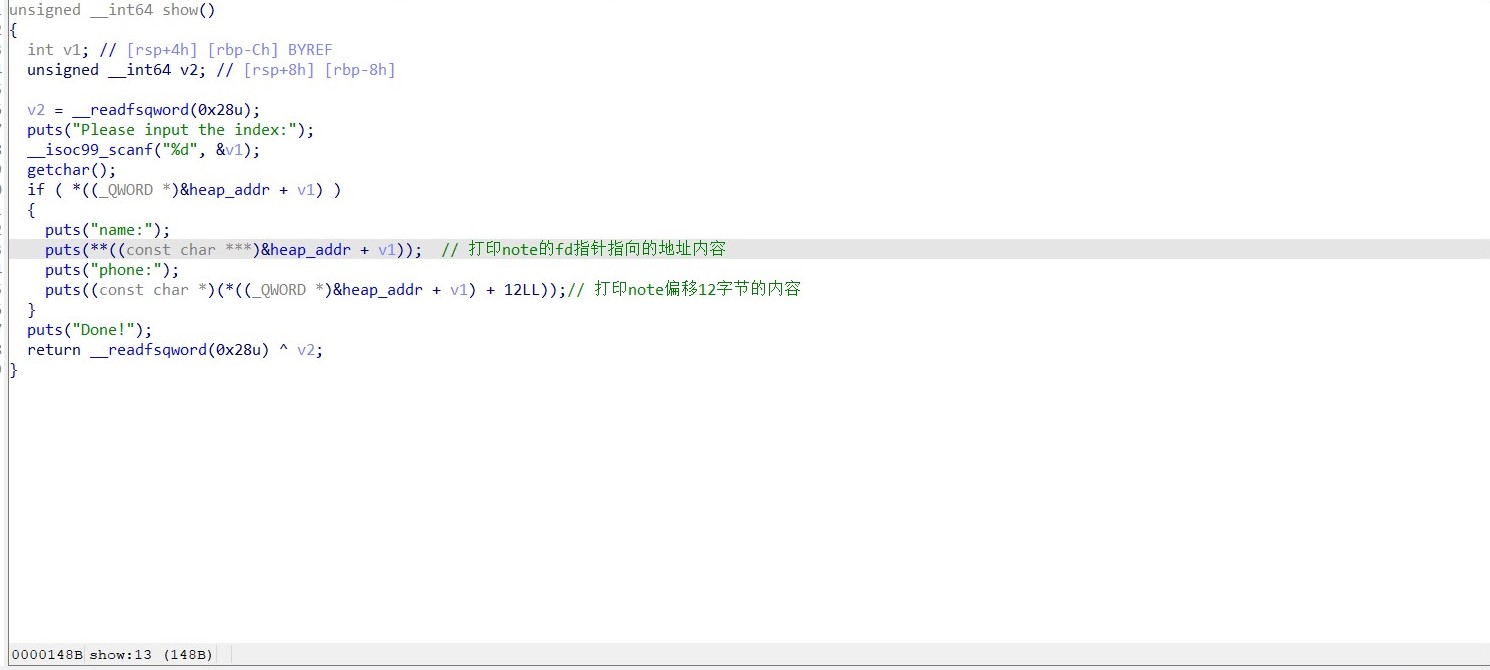 unsigned __int64 show()
{
  int v1; // [rsp+4h] [rbp-Ch] BYREF
  unsigned __int64 v2; // [rsp+8h] [rbp-8h]

  v2 = __readfsqword(0x28u);
  puts("Please input the index:");
  __isoc99_scanf("%d", &v1);
  getchar();
  if ( *((_QWORD *)&heap_addr + v1) )
  {
    puts("name:");
    puts(**((const char ***)&heap_addr + v1));  // 打印note的fd指针指向的地址内容
    puts("phone:");
    puts((const char *)(*((_QWORD *)&heap_addr + v1) + 12LL));// 打印note偏移12字节的内容
  }
  puts("Done!");
  return __readfsqword(0x28u) ^ v2;
}
0000148B show:13 (148B)